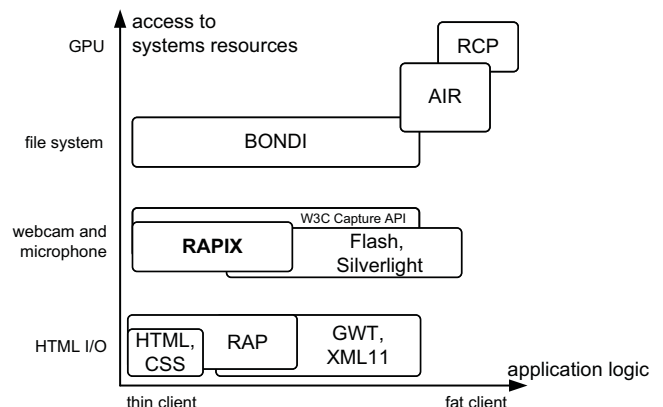 access to
systems resources
GPU
RCP
AIR
file system
BONDI
W3C Capture API
webcam and
microphone
RAPIX
Flash,
Silverlight
HTML I/O
HTML,
CSS
RAP
GWT,
XML11
application logic
thin client
fat client